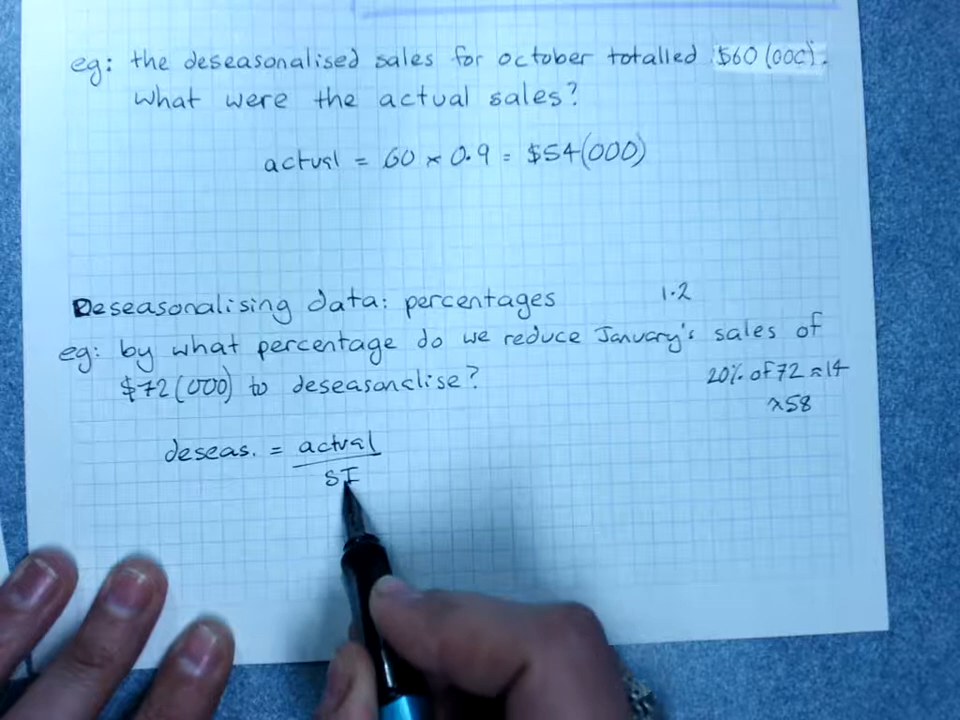 eg: the deseasonalised sales for october totalled $60(000).
What were the actual sales?
actual = 60 × 0.9 = $54(000)
Deseasonalising data: percentages 1.2
eg: by what percentage do we reduce January's sales of
$72(000) to deseasonalise?
20% of 72 ≈ 14
≈ 58
deseas. = actual
SI